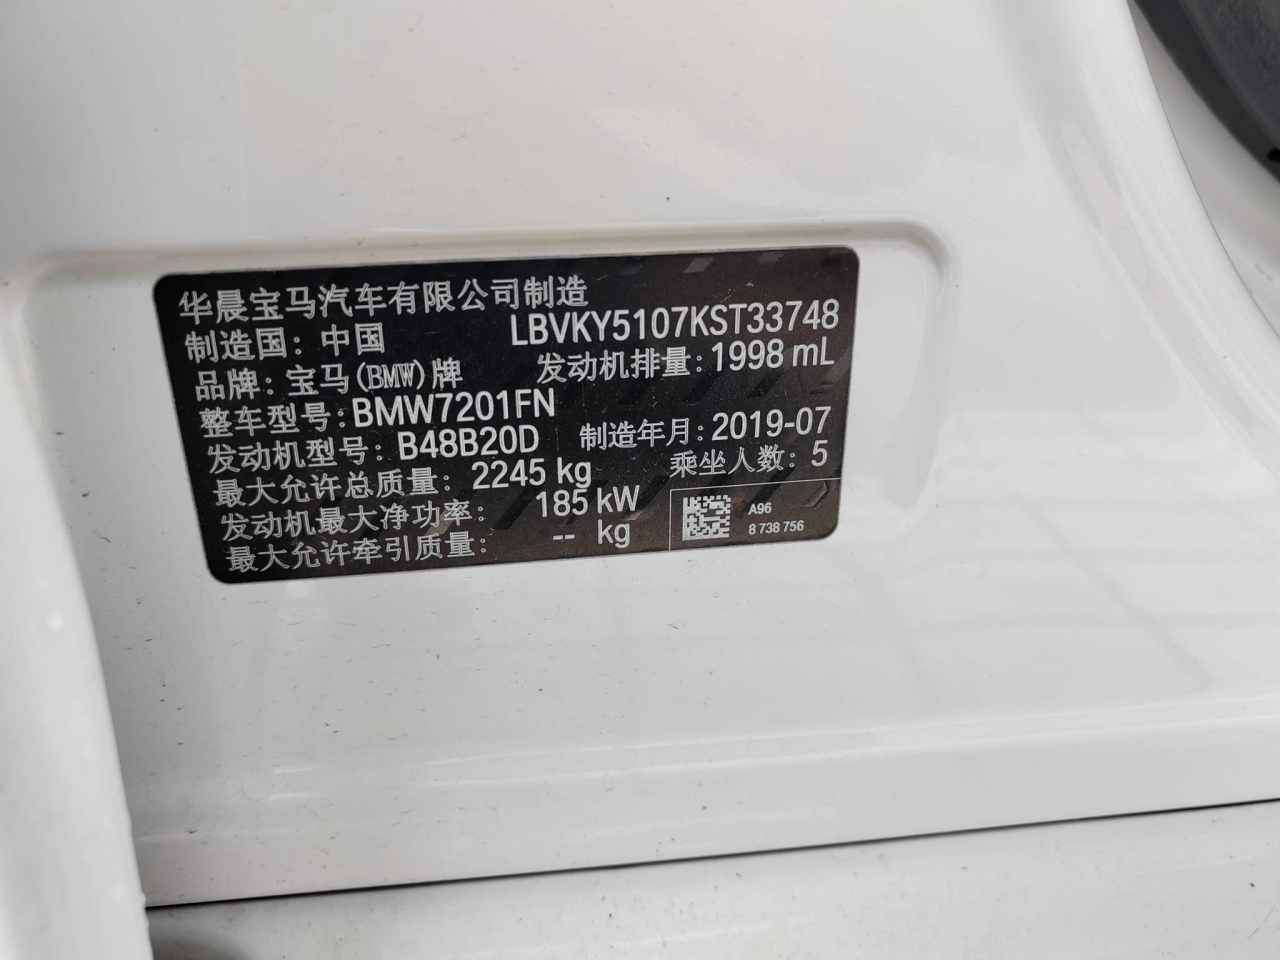 华晨宝马汽车有限公司制造
制造国：中国 LBVKY5107KST33748
品牌：宝马(BMW)牌 发动机排量：1998 mL
整车型号：BMW7201FN
发动机型号：B48B20D 制造年月：2019-07
最大允许总质量：2245 kg 乘坐人数：5
发动机最大净功率：185 kW
最大允许牵引质量：-- kg
A96
8 738 756